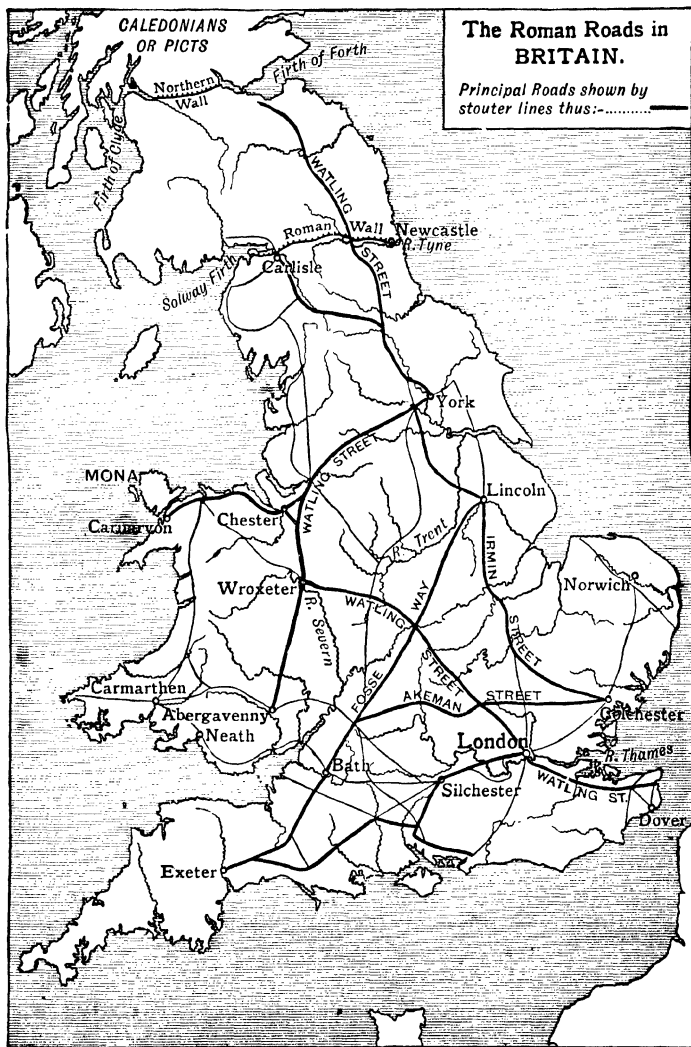 The Roman Roads in
BRITAIN.
Principal Roads shown by
stouter lines thus:-...........
CALEDONIANS
OR PICTS
Firth of Forth
Northern
Wall
Firth of Clyde
WATLING
STREET
Roman Wall
Newcastle
R. Tyne
Solway Firth
Carlisle
York
WATLING STREET
MONA
Carnarvon
Chester
Lincoln
R. Trent
IRMIN
STREET
Norwich
Wroxeter
R. Severn
WATLING
STREET
FOSSE
WAY
AKEMAN STREET
Carmarthen
Abergavenny
Neath
Colchester
London
R. Thames
Bath
Silchester
WATLING ST.
Dover
Exeter